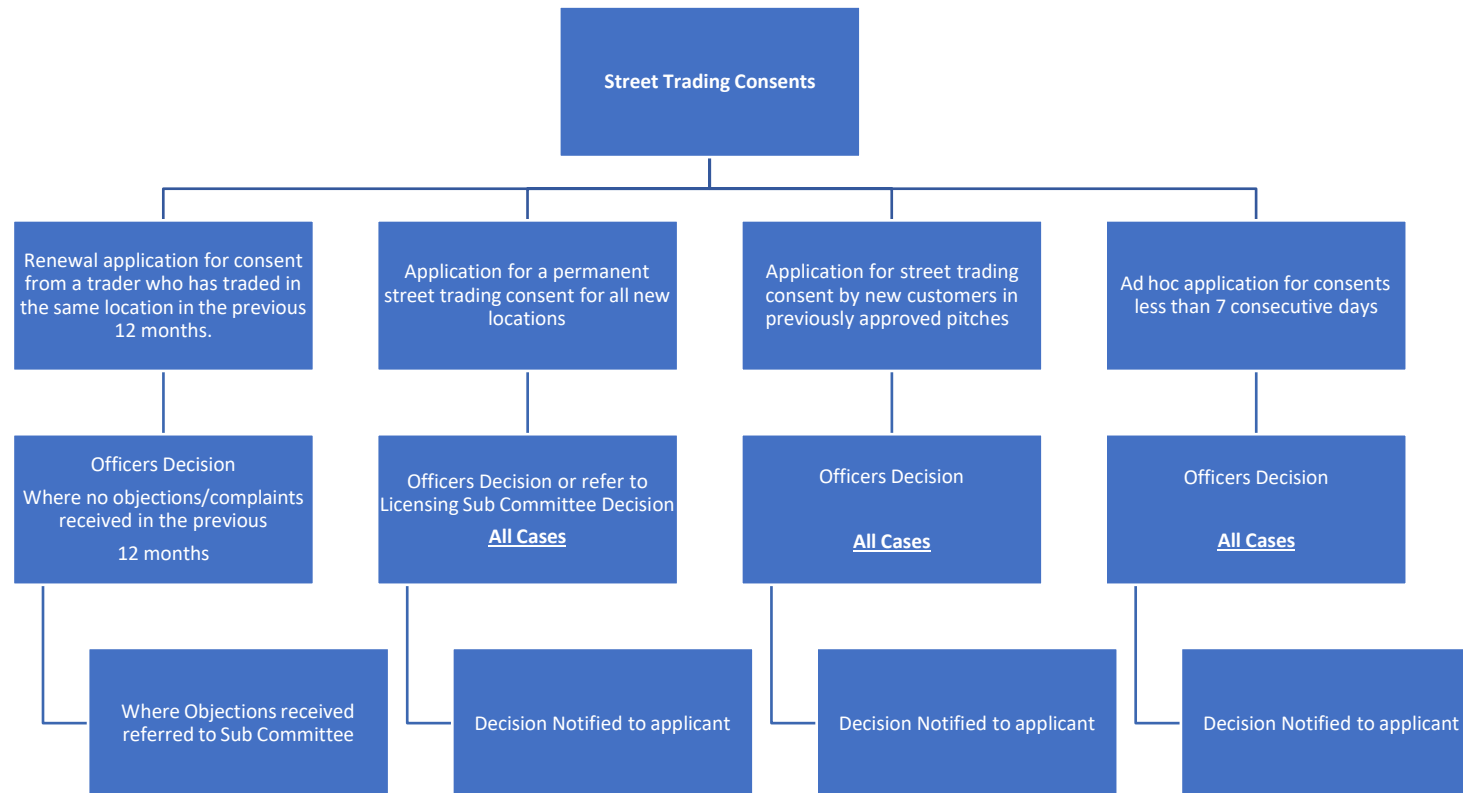 Street Trading Consents
Renewal application for consent
from a trader who has traded in
the same location in the previous
12 months.
Application for a permanent
street trading consent for all new
locations
Application for street trading
consent by new customers in
previously approved pitches
Ad hoc application for consents
less than 7 consecutive days
Officers Decision
Where no objections/complaints
received in the previous
12 months
Officers Decision or refer to
Licensing Sub Committee Decision
All Cases
Officers Decision
All Cases
Officers Decision
All Cases
Where Objections received
referred to Sub Committee
Decision Notified to applicant
Decision Notified to applicant
Decision Notified to applicant